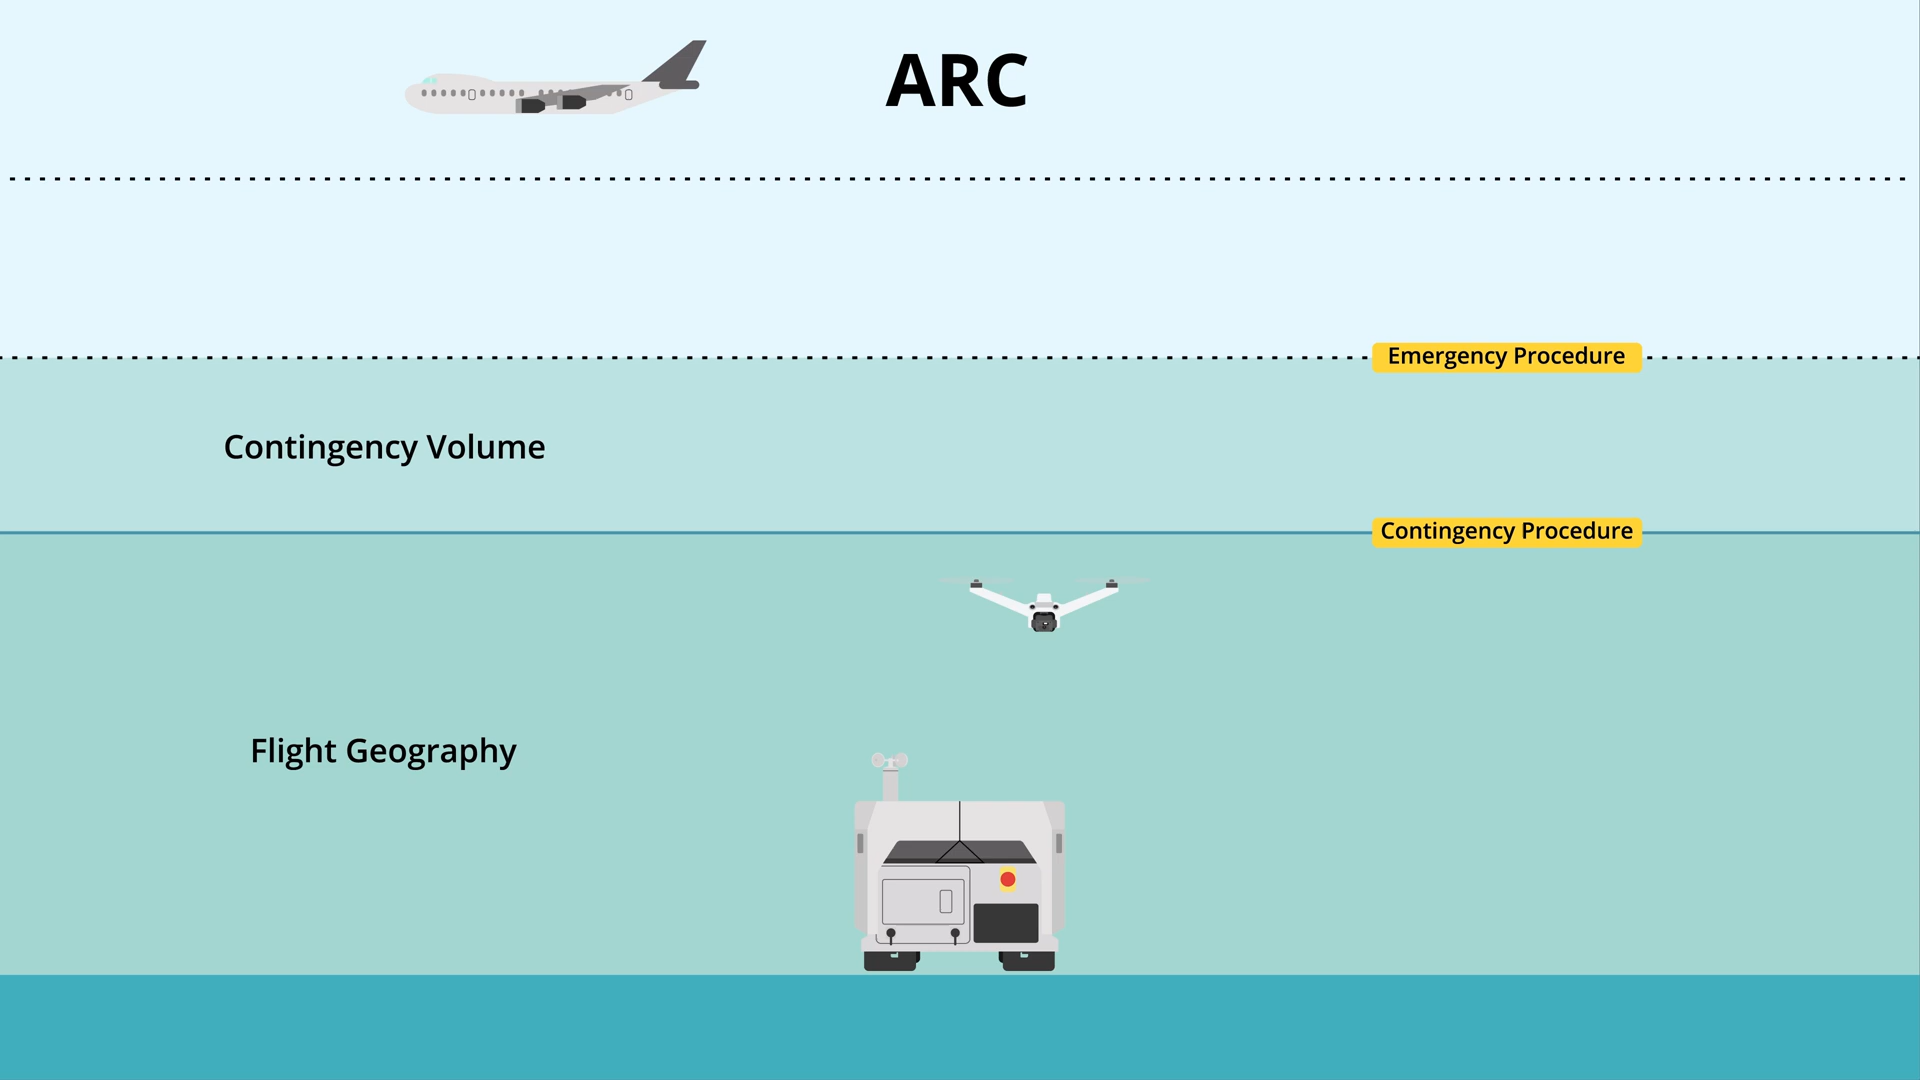 ARC
Emergency Procedure
Contingency Volume
Contingency Procedure
Flight Geography